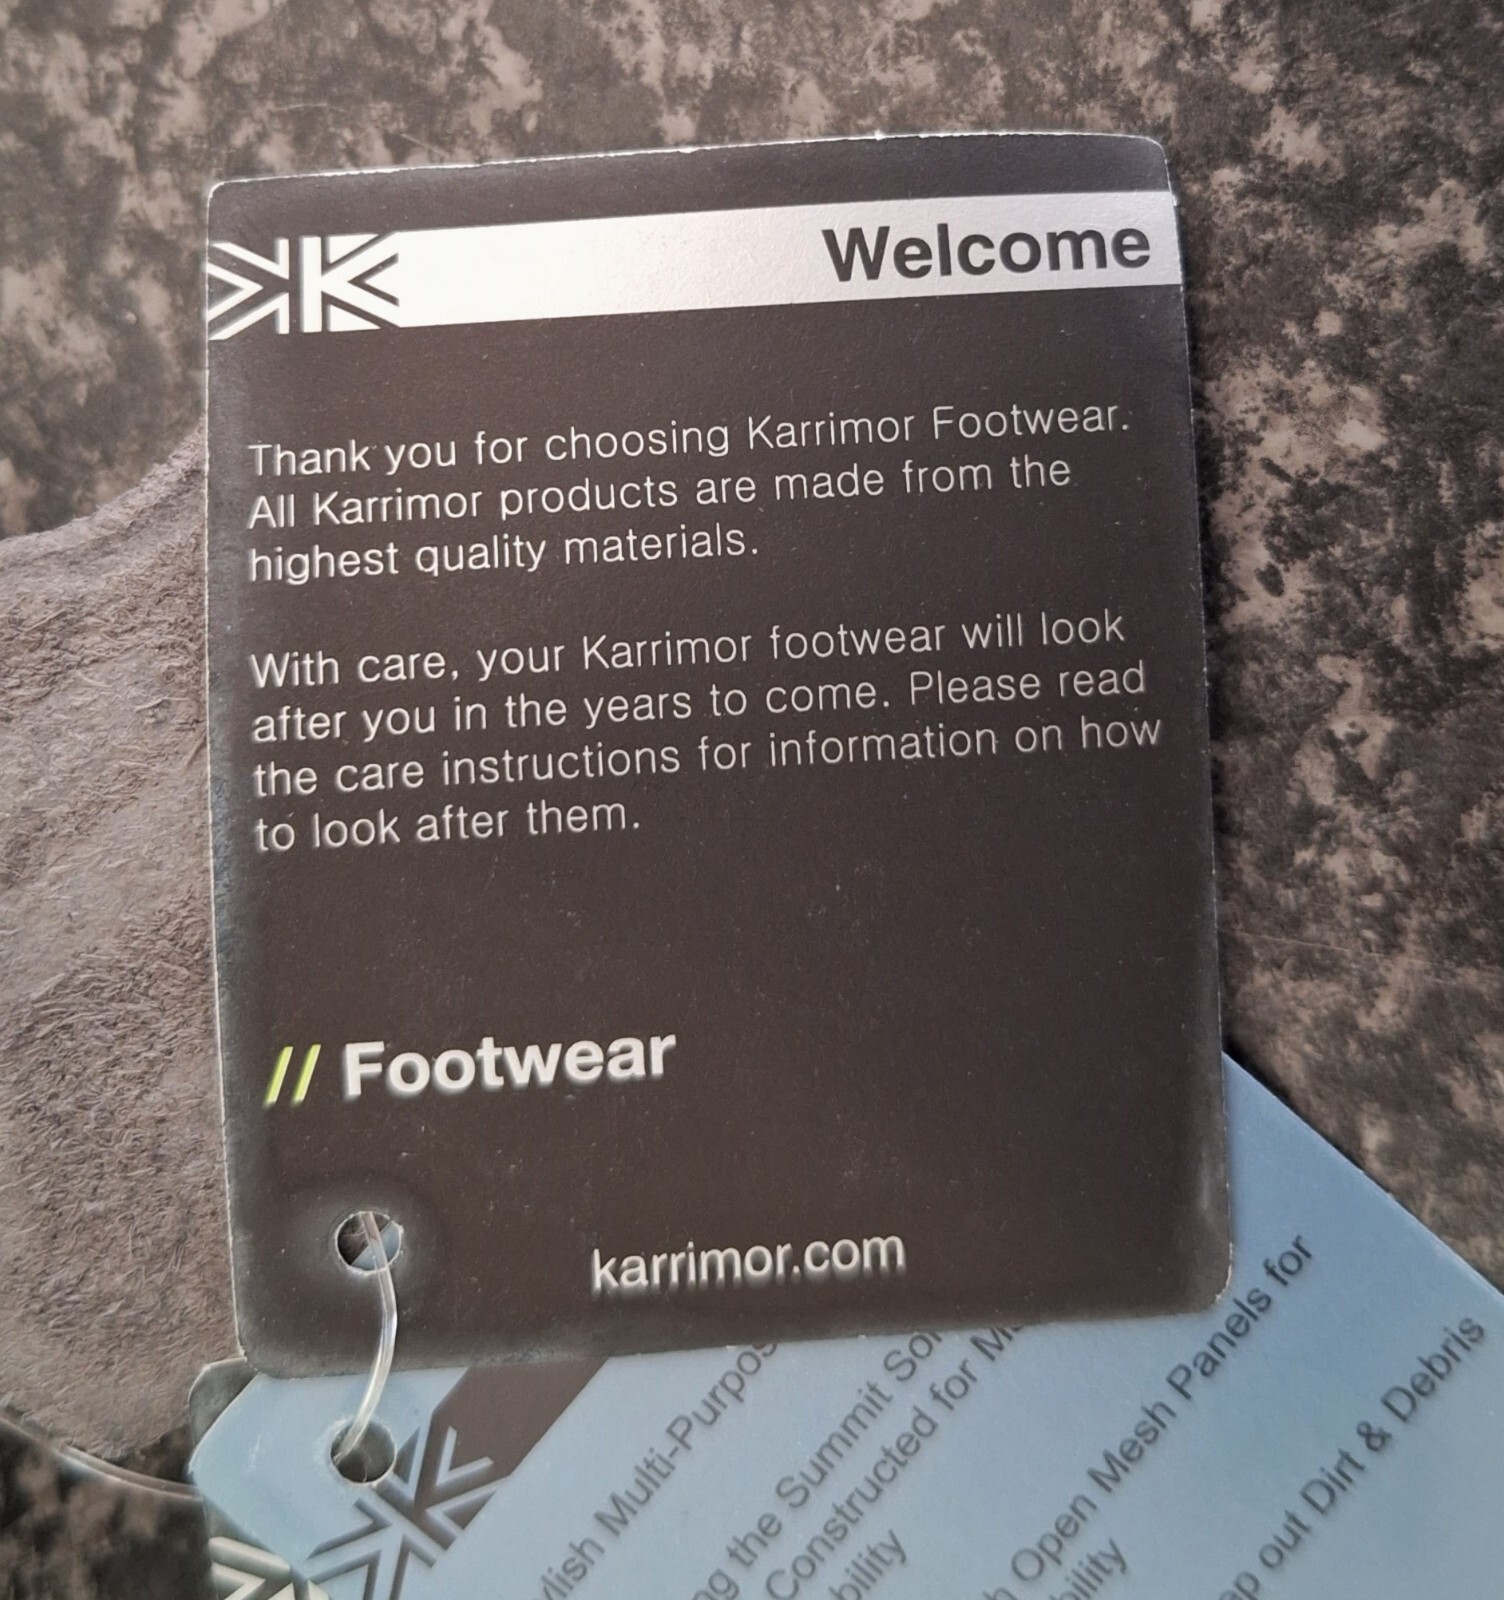 Welcome
Thank you for choosing Karrimor Footwear.
All Karrimor products are made from the
highest quality materials.
With care, your Karrimor footwear will look
after you in the years to come. Please read
the care instructions for information on how
to look after them.
// Footwear
karrimor.com
Multi-Purpose
the Summit
Constructed for
Open Mesh Panels for
out Dirt & Debris